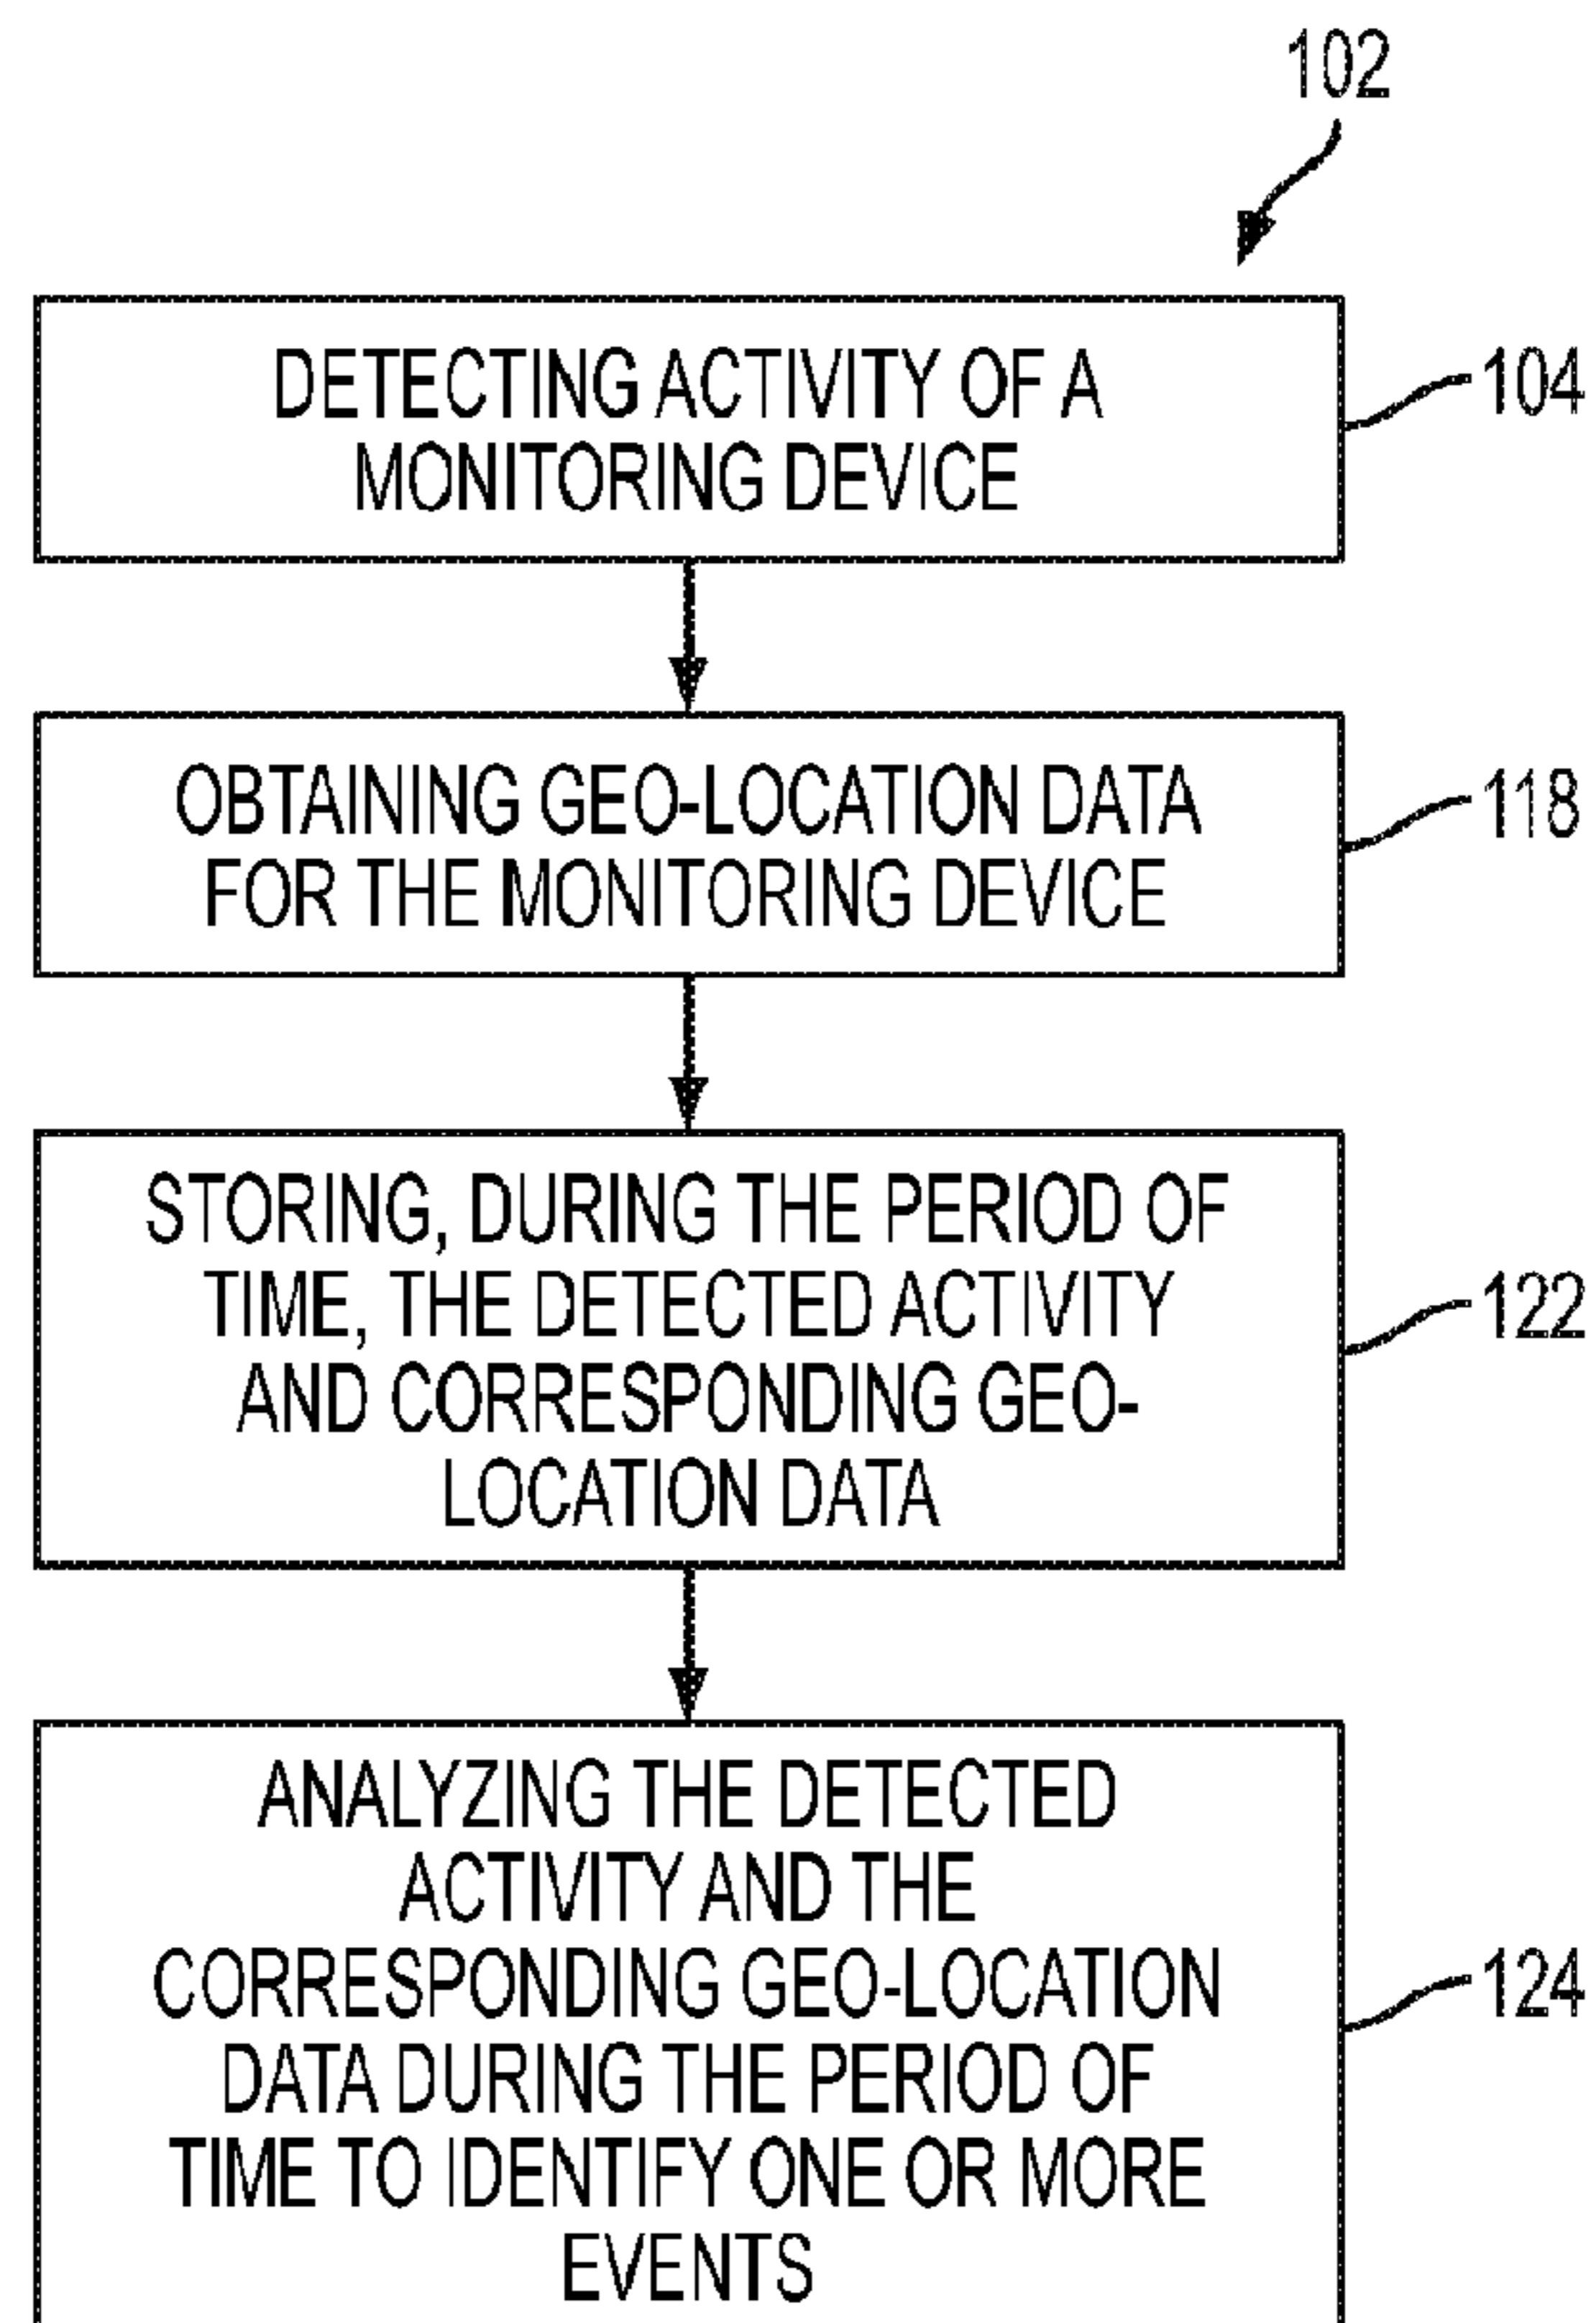 102
DETECTING ACTIVITY OF A
MONITORING DEVICE
104
OBTAINING GEO-LOCATION DATA
FOR THE MONITORING DEVICE
118
STORING, DURING THE PERIOD OF
TIME, THE DETECTED ACTIVITY
AND CORRESPONDING GEO-
LOCATION DATA
122
ANALYZING THE DETECTED
ACTIVITY AND THE
CORRESPONDING GEO-LOCATION
DATA DURING THE PERIOD OF
TIME TO IDENTIFY ONE OR MORE
EVENTS
124